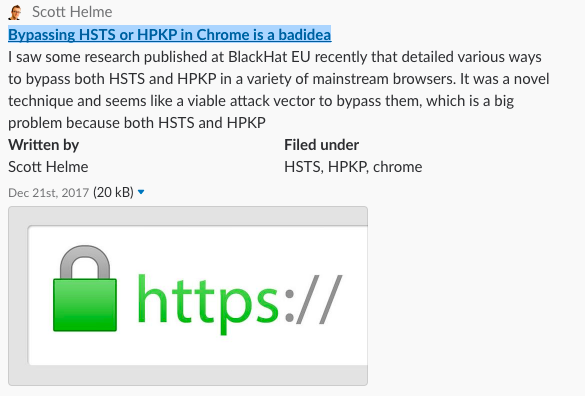 Scott Helme
Bypassing HSTS or HPKP in Chrome is a badidea
I saw some research published at BlackHat EU recently that detailed various ways
to bypass both HSTS and HPKP in a variety of mainstream browsers. It was a novel
technique and seems like a viable attack vector to bypass them, which is a big
problem because both HSTS and HPKP
Written by Filed under
Scott Helme HSTS, HPKP, chrome
Dec 21st, 2017 (20 kB)
https://